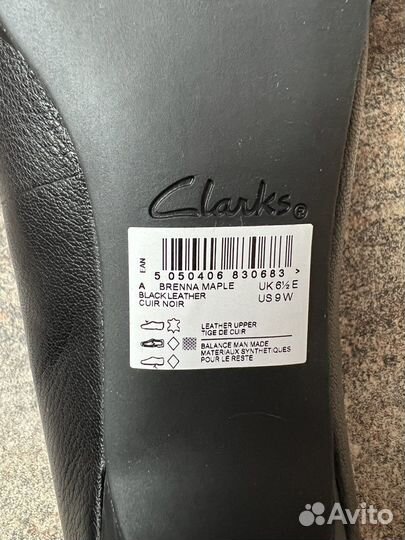 Clarks®
EAN
5 050406 830683 >
A BRENNA MAPLE UK 6½ E
BLACK LEATHER US 9 W
CUIR NOIR
LEATHER UPPER
TIGE DE CUIR
BALANCE MAN MADE
MATERIAUX SYNTHETIQUES
POUR LE RESTE
Avito